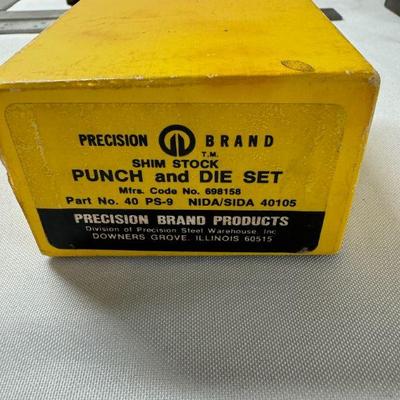 PRECISION BRAND
T.M.
SHIM STOCK
PUNCH and DIE SET
Mfrs. Code No. 698158
Part No. 40 PS-9 NIDA/SIDA 40105
PRECISION BRAND PRODUCTS
Division of Precision Steel Warehouse, Inc
DOWNERS GROVE, ILLINOIS 60515